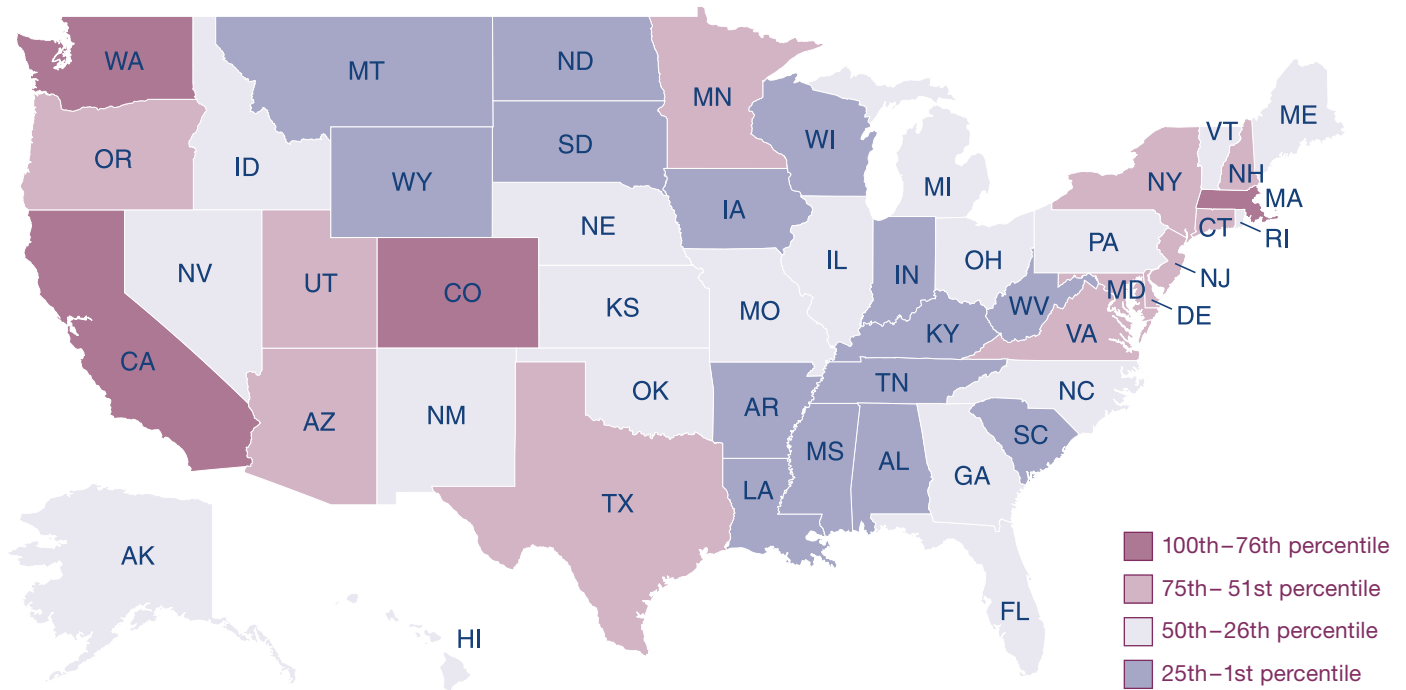 WA
MT
ND
MN
OR
ID
WY
SD
WI
MI
VT
ME
NH
NY
MA
CT
RI
NV
UT
CO
NE
IA
IL
IN
OH
PA
NJ
MD
DE
WV
VA
KY
KS
MO
CA
AZ
NM
OK
AR
TN
NC
SC
MS
AL
GA
LA
TX
FL
AK
HI
100th–76th percentile
75th–51st percentile
50th–26th percentile
25th–1st percentile